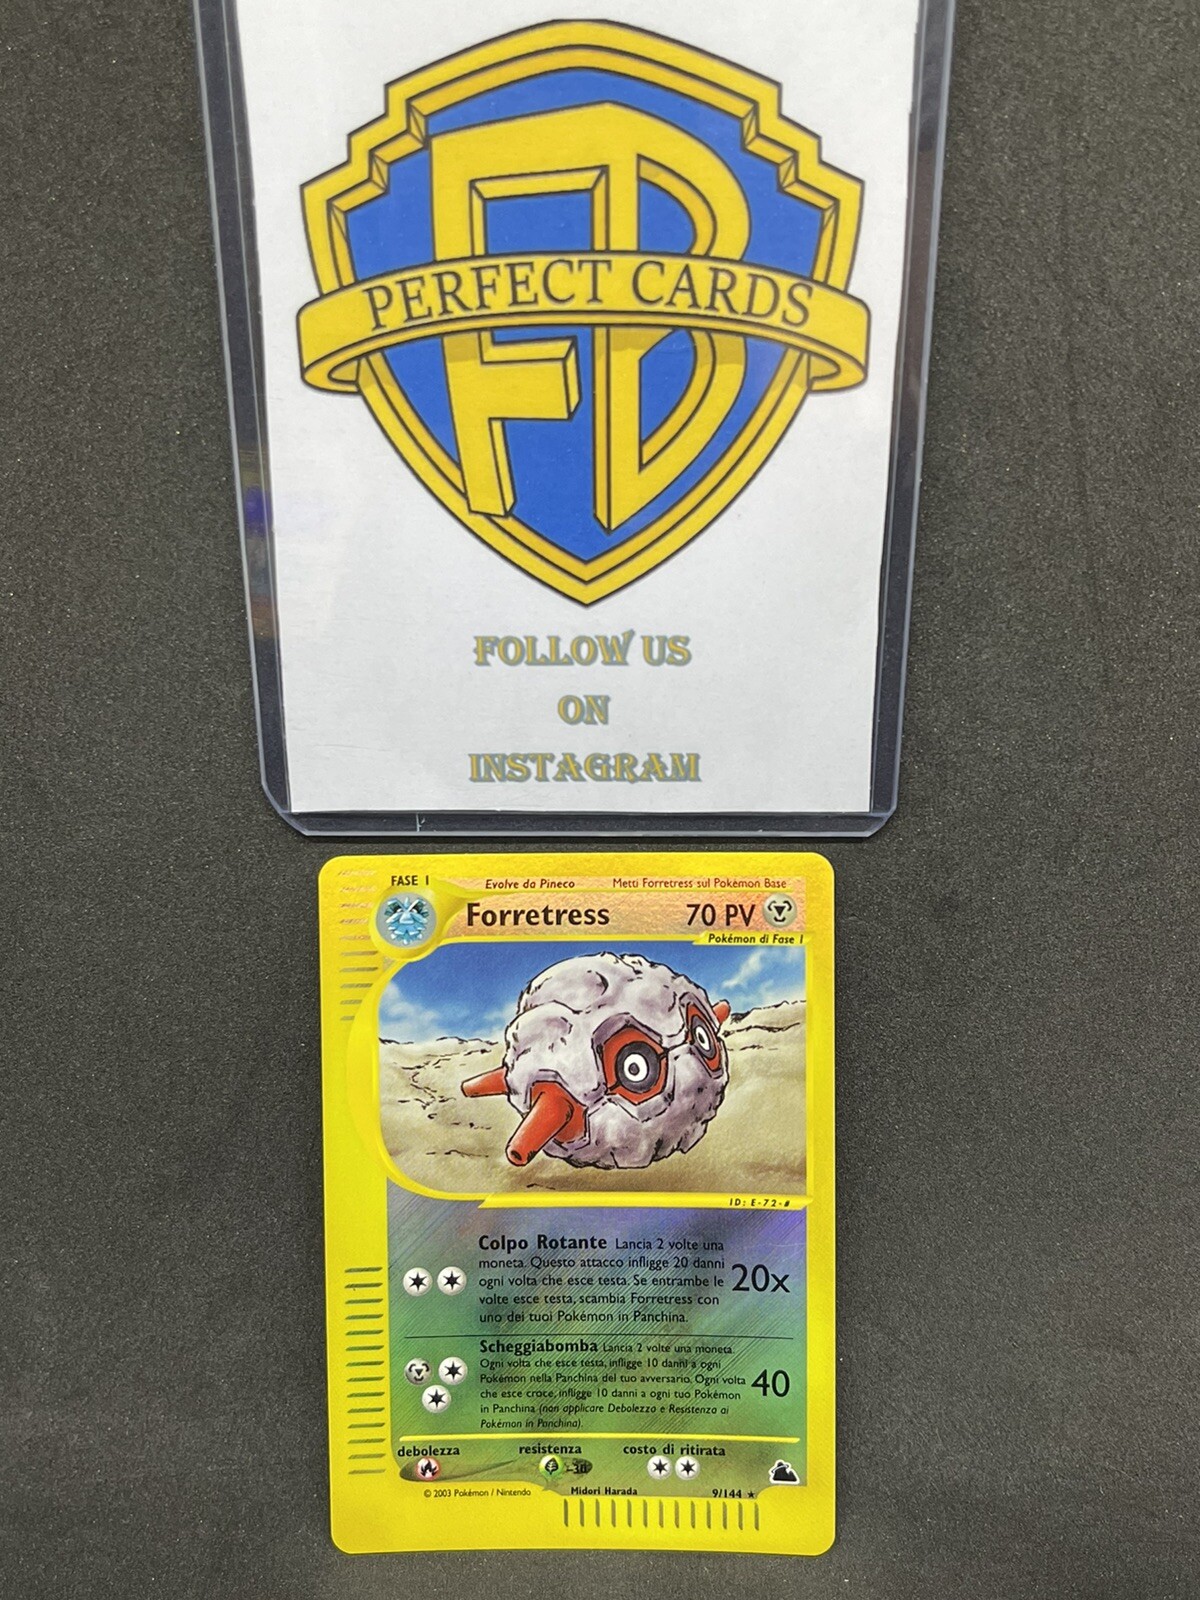 FB
PERFECT CARDS
FOLLOW US
ON
INSTAGRAM
FASE 1
Evolve da Pineco
Metti Forretress sul Pokémon Base
Forretress
70 PV
Pokémon di Fase 1
ID: E-72-#
Colpo Rotante Lancia 2 volte una
moneta. Questo attacco infligge 20 danni
ogni volta che esce testa. Se entrambe le
volte esce testa, scambia Forretress con
uno dei tuoi Pokémon in Panchina.
20x
Scheggiabomba Lancia 2 volte una moneta.
Ogni volta che esce testa, infligge 10 danni a ogni
Pokémon nella Panchina del tuo avversario. Ogni volta
che esce croce, infligge 10 danni a ogni tuo Pokémon
in Panchina (non applicare Debolezza e Resistenza ai
Pokémon in Panchina).
40
debolezza
resistenza
costo di ritirata
-30
© 2003 Pokémon / Nintendo
Midori Harada
9/144 ★